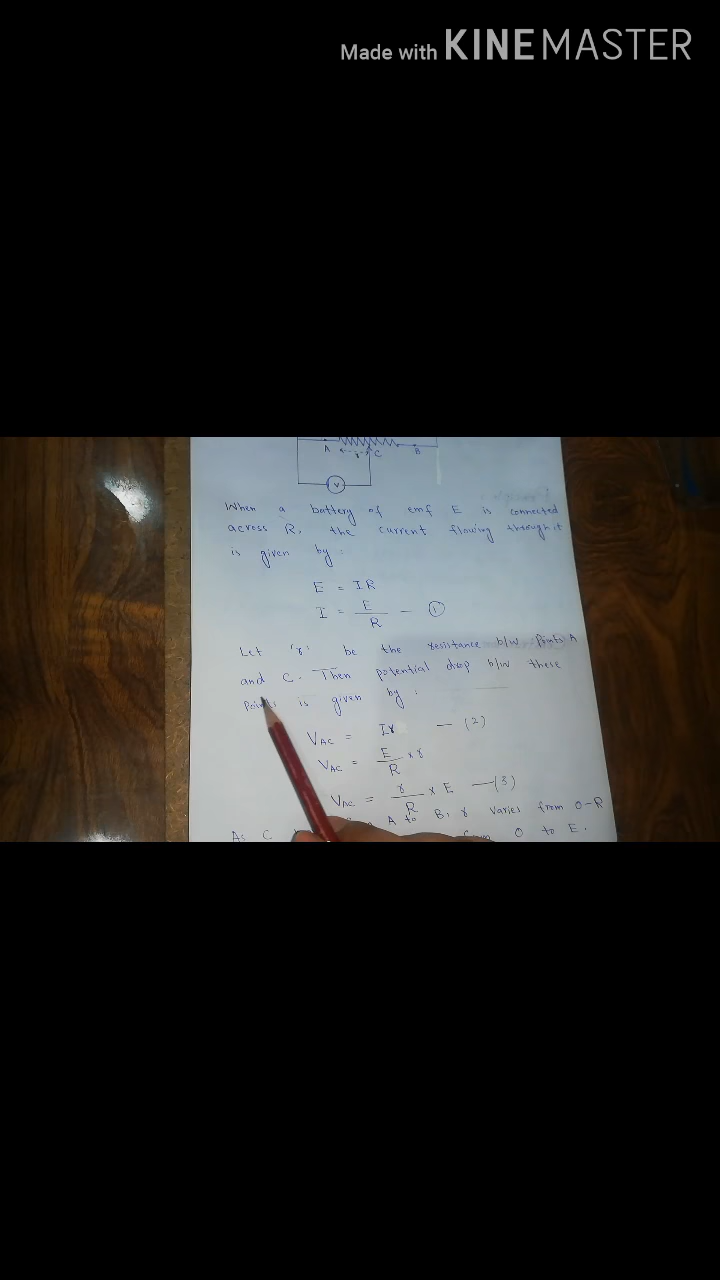 Made with KINEMASTER
A r C B
V
When a battery of emf E is connected
across R, the current flowing through it
is given by:
E = IR
I = E/R — (1)
Let 'r' be the resistance b/w points A
and C. Then potential drop b/w these
points is given by:
VAC = Ir — (2)
VAC = E/R × r
VAC = r/R × E —(3)
As C A to B, r varies from 0-R
from 0 to E.